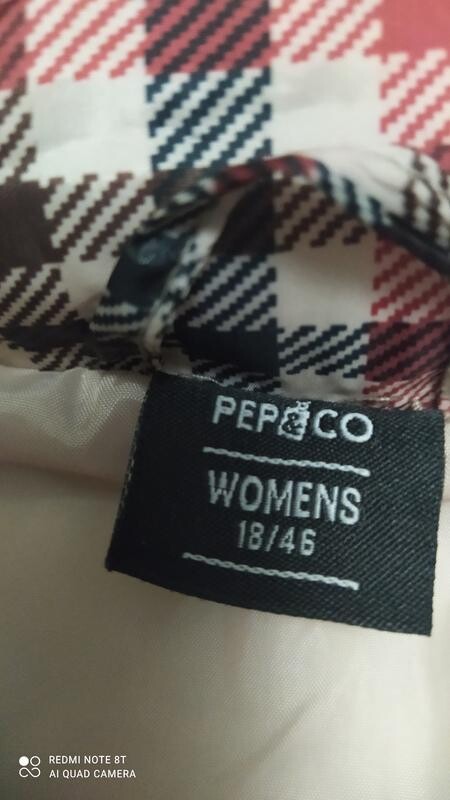 PEP&CO
WOMENS
18/46
REDMI NOTE 8T
AI QUAD CAMERA